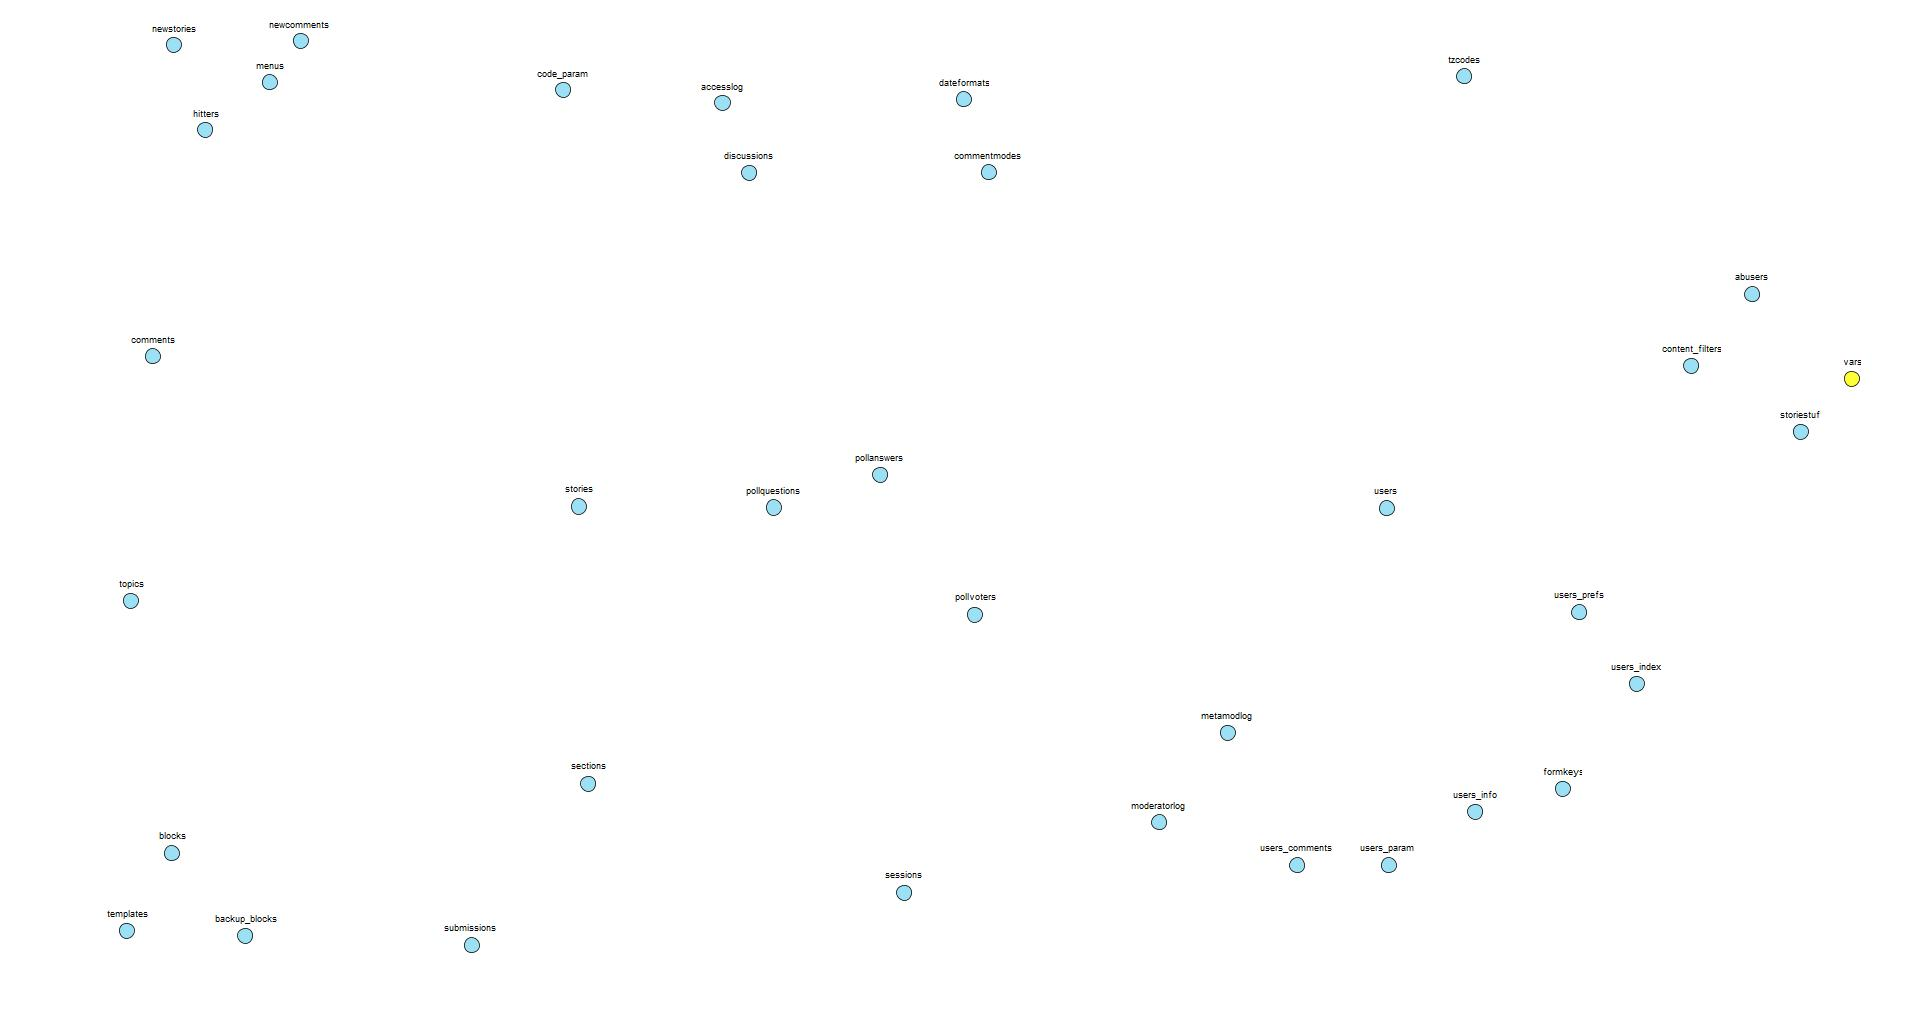 newcomments
newstories
tzcodes
menus
code_param
dateformats
accesslog
hitters
discussions
commentmodes
abusers
comments
content_filters
vars
storiestuf
pollanswers
stories
pollquestions
users
topics
users_prefs
pollvoters
users_index
metamodlog
sections
formkeys
users_info
moderatorlog
blocks
users_comments
users_param
sessions
templates
backup_blocks
submissions